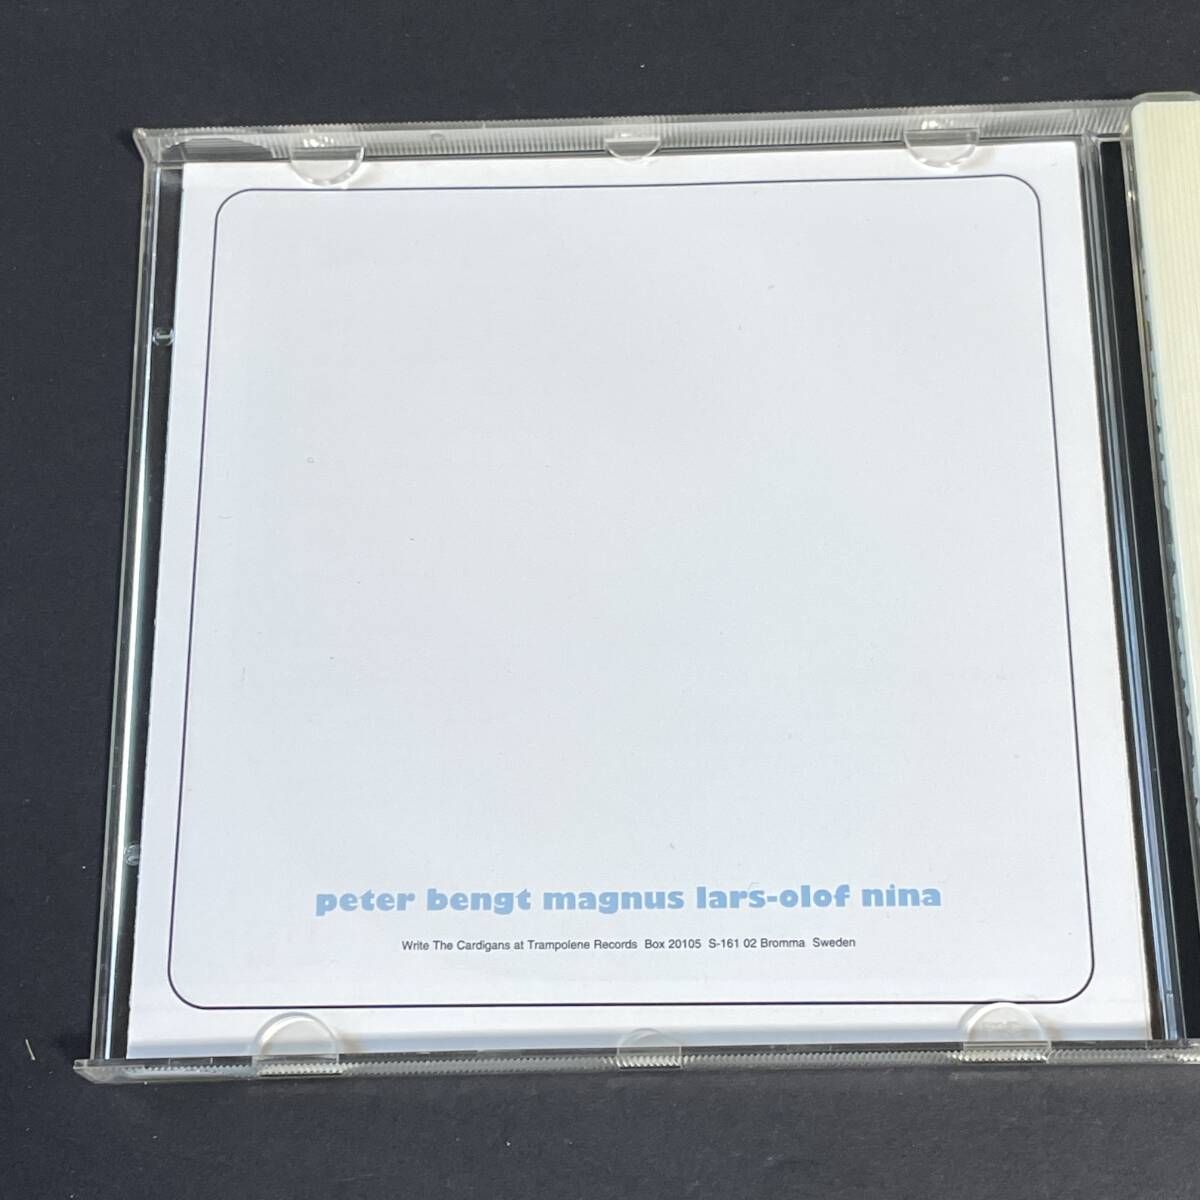 peter bengt magnus lars-olof nina
Write The Cardigans at Trampolene Records Box 20105 S-161 02 Bromma Sweden